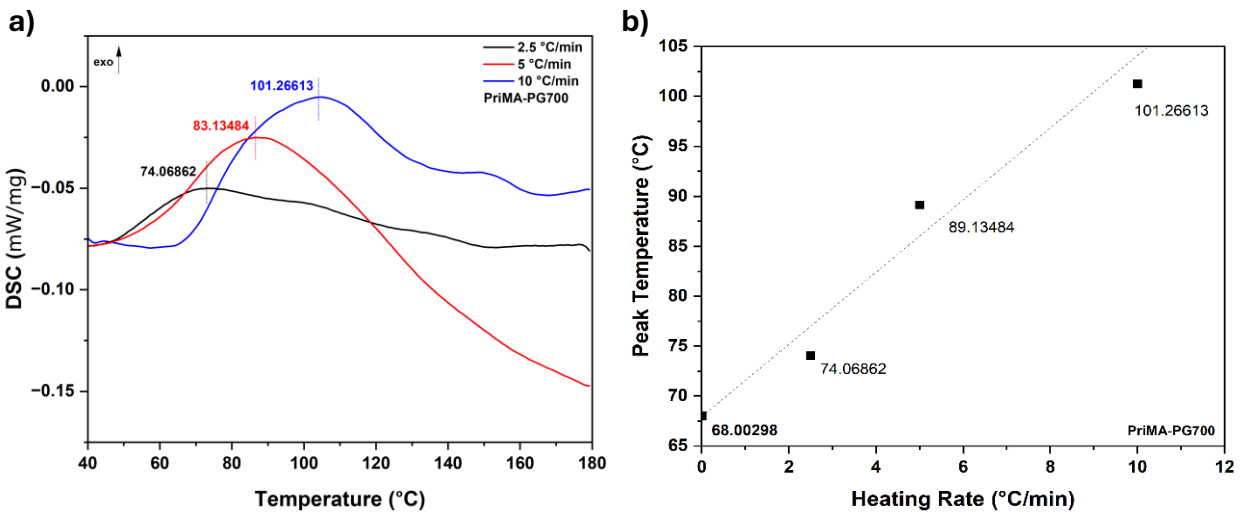 a)
exo
2.5 °C/min
5 °C/min
10 °C/min
PriMA-PG700
101.26613
83.13484
74.06862
0.00
−0.05
−0.10
−0.15
DSC (mW/mg)
40 60 80 100 120 140 160 180
Temperature (°C)
b)
105
100
95
90
85
80
75
70
65
Peak Temperature (°C)
101.26613
89.13484
74.06862
68.00298
PriMA-PG700
0 2 4 6 8 10 12
Heating Rate (°C/min)